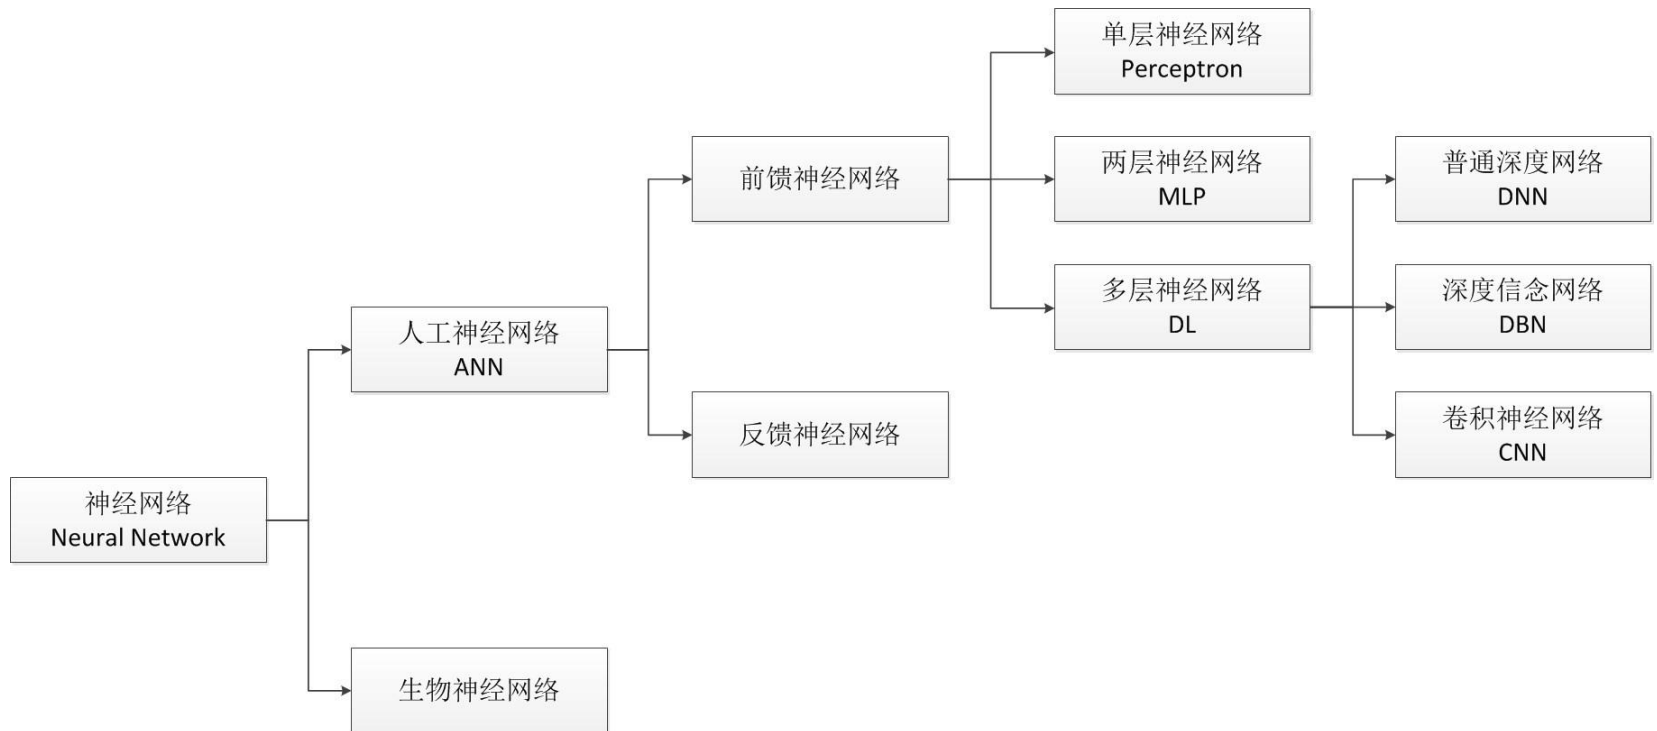 单层神经网络
Perceptron
前馈神经网络
两层神经网络
MLP
普通深度网络
DNN
多层神经网络
DL
深度信念网络
DBN
人工神经网络
ANN
反馈神经网络
卷积神经网络
CNN
神经网络
Neural Network
生物神经网络